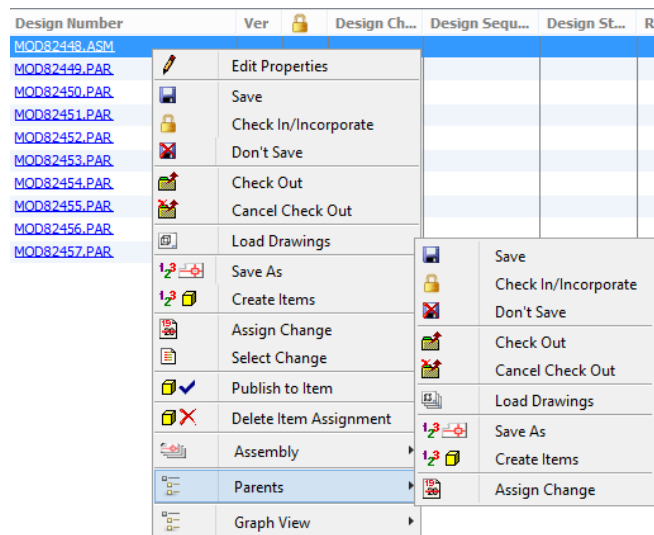 Design Number Ver Design Ch... Design Sequ... Design St... R
MOD82448.ASM
MOD82449.PAR
MOD82450.PAR
MOD82451.PAR
MOD82452.PAR
MOD82453.PAR
MOD82454.PAR
MOD82455.PAR
MOD82456.PAR
MOD82457.PAR
Edit Properties
Save
Check In/Incorporate
Don't Save
Check Out
Cancel Check Out
Load Drawings
Save As
Create Items
Assign Change
Select Change
Publish to Item
Delete Item Assignment
Assembly
Parents
Graph View
Save
Check In/Incorporate
Don't Save
Check Out
Cancel Check Out
Load Drawings
Save As
Create Items
Assign Change